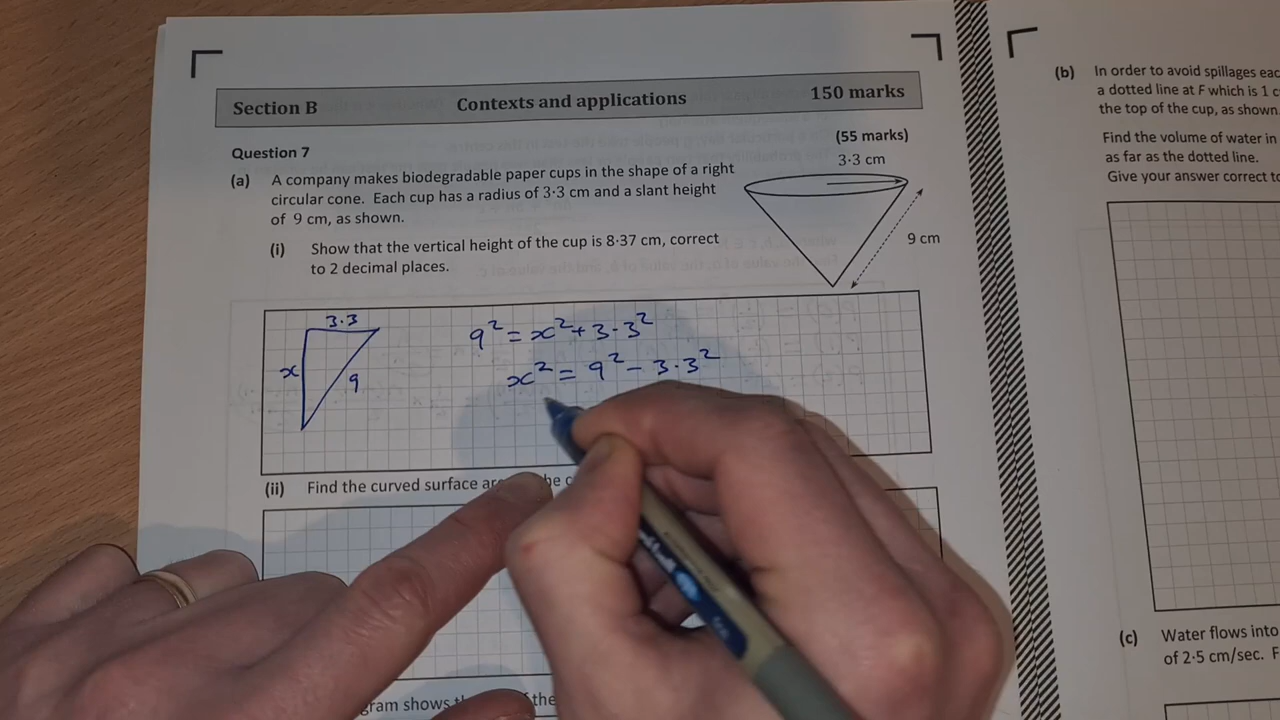 Section B Contexts and applications 150 marks
Question 7 (55 marks)
(a) A company makes biodegradable paper cups in the shape of a right
circular cone. Each cup has a radius of 3·3 cm and a slant height
of 9 cm, as shown.
3·3 cm
9 cm
(i) Show that the vertical height of the cup is 8·37 cm, correct
to 2 decimal places.
3·3
x
9
9² = x² + 3·3²
x² = 9² − 3·3²
(ii) Find the curved surface
gram shows the
(b) In order to avoid spillages
a dotted line at F which is 1
the top of the cup, as shown.
Find the volume of water in
as far as the dotted line.
Give your answer correct
(c) Water flows into
of 2·5 cm/sec.